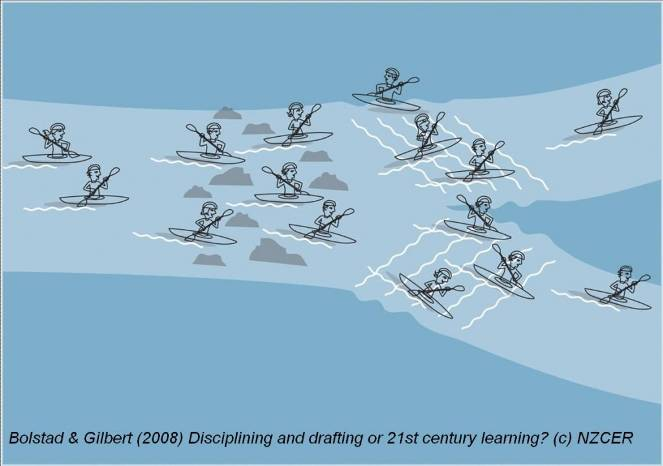 Bolstad & Gilbert (2008) Disciplining and drafting or 21st century learning? (c) NZCER